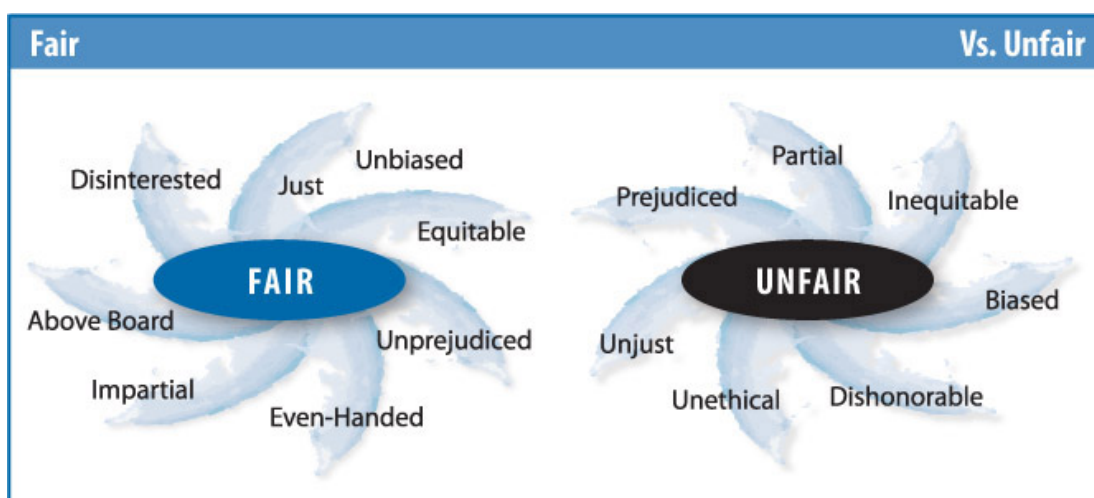 Fair
Vs. Unfair
Unbiased
Disinterested
Just
Equitable
FAIR
Above Board
Unprejudiced
Impartial
Even-Handed
Partial
Prejudiced
Inequitable
UNFAIR
Biased
Unjust
Unethical
Dishonorable